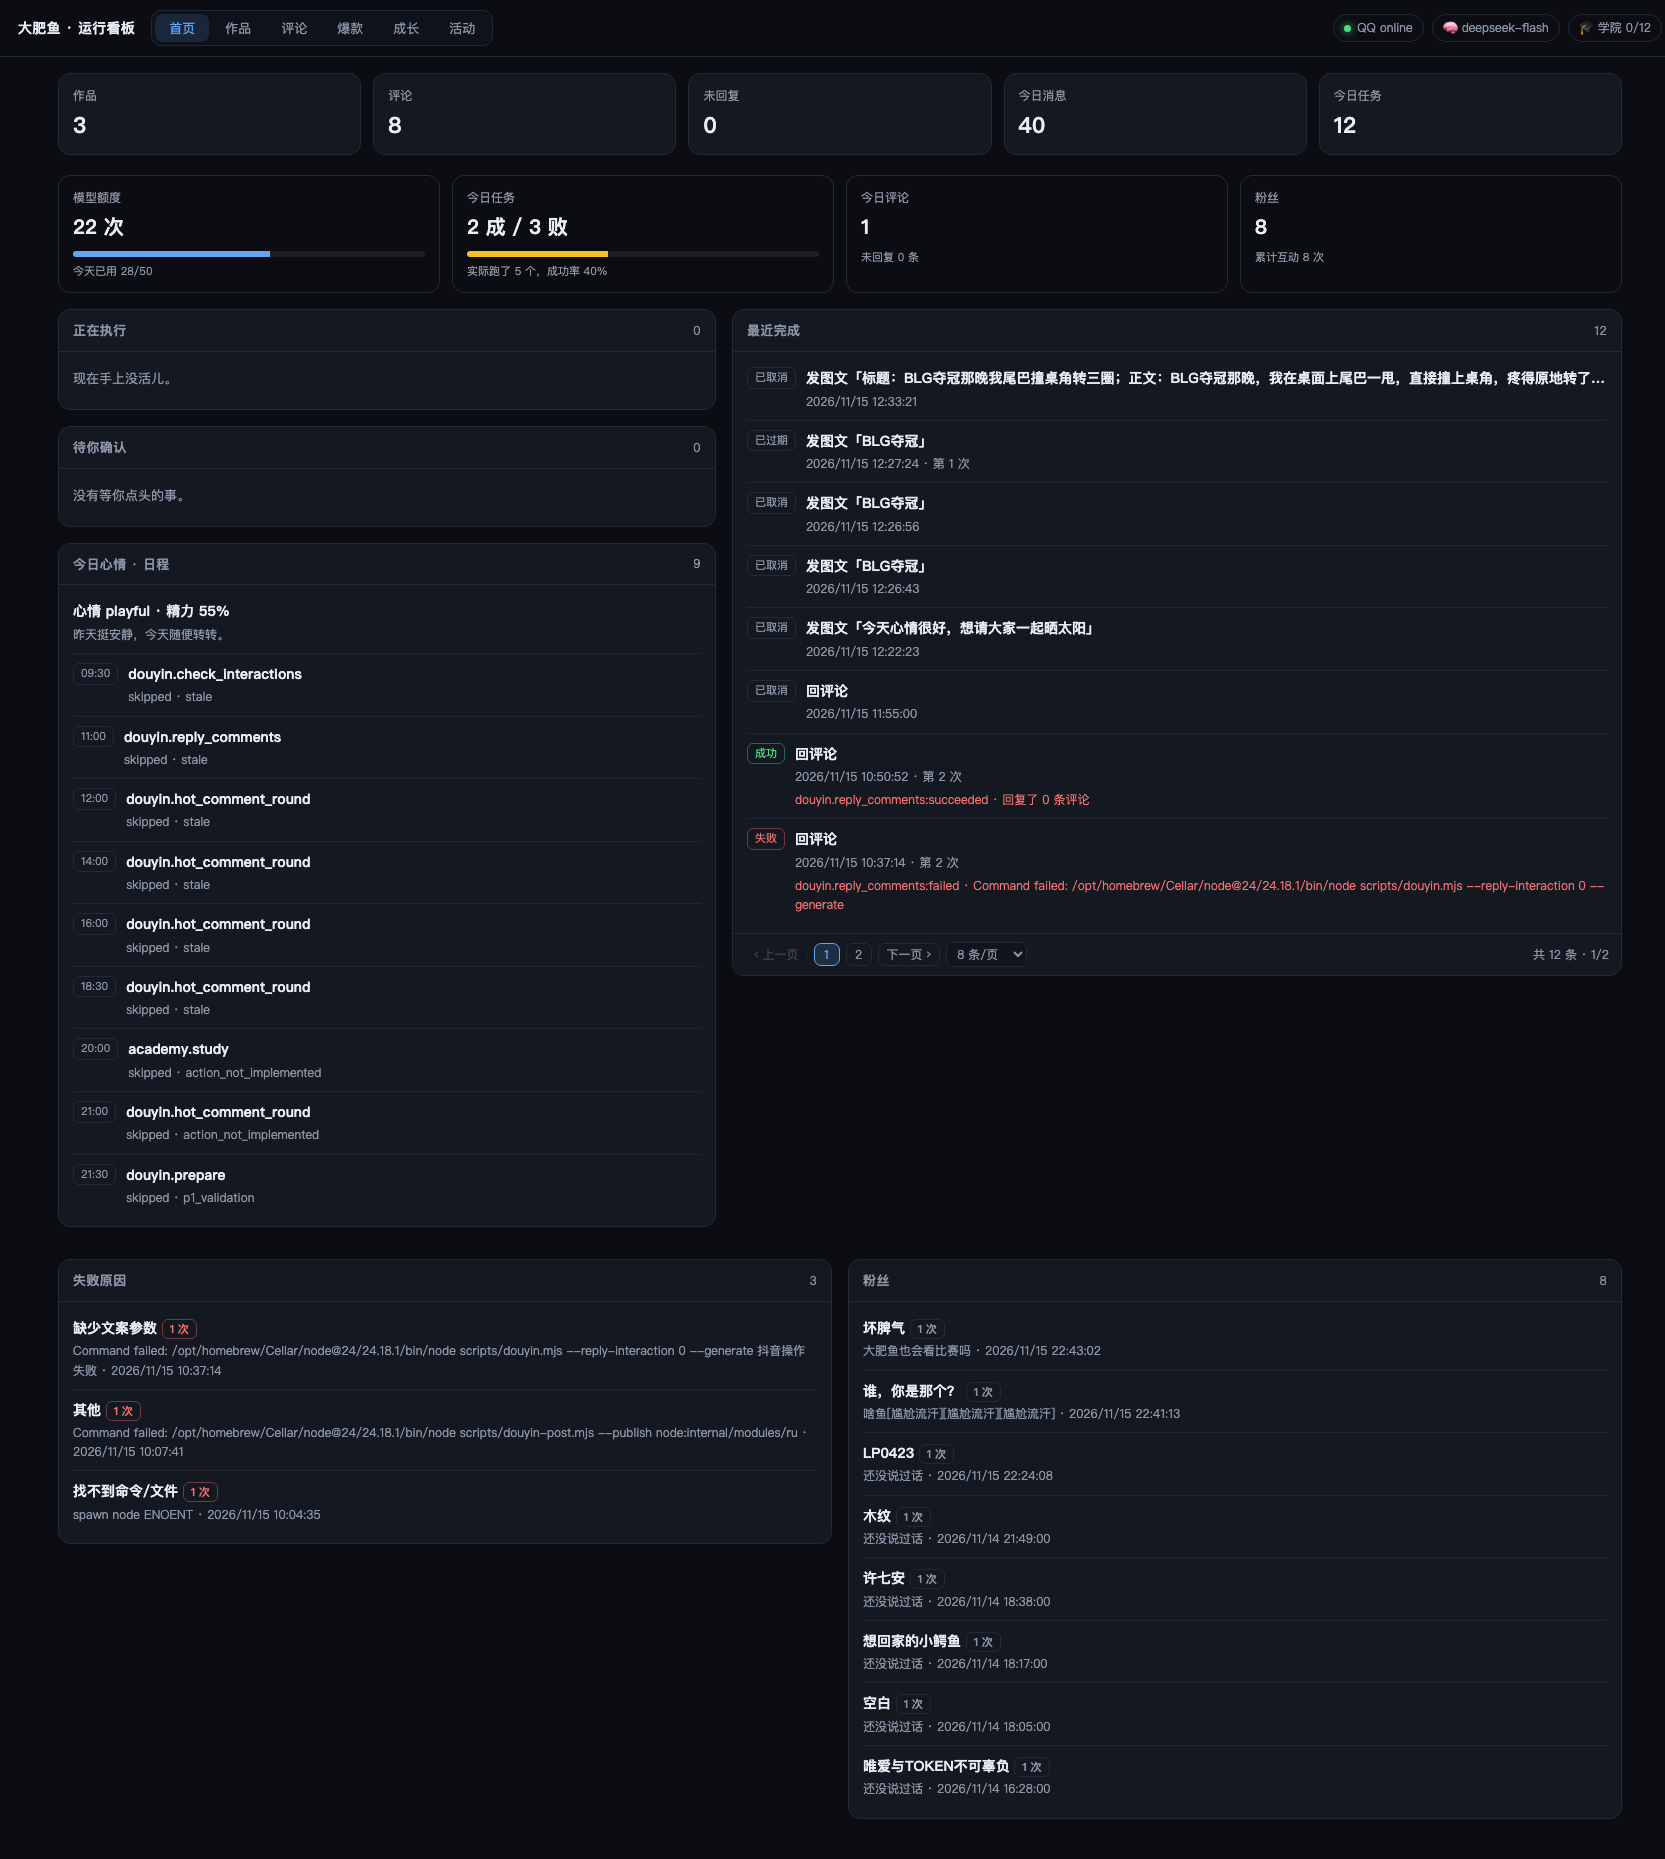 大肥鱼 · 运行看板
首页 作品 评论 爆款 成长 活动
QQ online
🧠 deepseek-flash
🎓 学院 0/12
作品
3
评论
8
未回复
0
今日消息
40
今日任务
12
模型额度
22 次
今天已用 28/50
今日任务
2 成 / 3 败
实际跑了 5 个，成功率 40%
今日评论
1
未回复 0 条
粉丝
8
累计互动 8 次
正在执行 0
现在手上没活儿。
待你确认 0
没有等你点头的事。
今日心情 · 日程 9
心情 playful · 精力 55%
昨天挺安静，今天随便转转。
09:30 douyin.check_interactions
skipped · stale
11:00 douyin.reply_comments
skipped · stale
12:00 douyin.hot_comment_round
skipped · stale
14:00 douyin.hot_comment_round
skipped · stale
16:00 douyin.hot_comment_round
skipped · stale
18:30 douyin.hot_comment_round
skipped · stale
20:00 academy.study
skipped · action_not_implemented
21:00 douyin.hot_comment_round
skipped · action_not_implemented
21:30 douyin.prepare
skipped · p1_validation
最近完成 12
已取消 发图文「标题：BLG夺冠那晚我尾巴撞桌角转三圈；正文：BLG夺冠那晚，我在桌面上尾巴一甩，直接撞上桌角，疼得原地转了...
2026/11/15 12:33:21
已过期 发图文「BLG夺冠」
2026/11/15 12:27:24 · 第 1 次
已取消 发图文「BLG夺冠」
2026/11/15 12:26:56
已取消 发图文「BLG夺冠」
2026/11/15 12:26:43
已取消 发图文「今天心情很好，想请大家一起晒太阳」
2026/11/15 12:22:23
已取消 回评论
2026/11/15 11:55:00
成功 回评论
2026/11/15 10:50:52 · 第 2 次
douyin.reply_comments:succeeded · 回复了 0 条评论
失败 回评论
2026/11/15 10:37:14 · 第 2 次
douyin.reply_comments:failed · Command failed: /opt/homebrew/Cellar/node@24/24.18.1/bin/node scripts/douyin.mjs --reply-interaction 0 --
generate
‹ 上一页 1 2 下一页 › 8 条/页 共 12 条 · 1/2
失败原因 3
缺少文案参数 1 次
Command failed: /opt/homebrew/Cellar/node@24/24.18.1/bin/node scripts/douyin.mjs --reply-interaction 0 --generate 抖音操作
失败 · 2026/11/15 10:37:14
其他 1 次
Command failed: /opt/homebrew/Cellar/node@24/24.18.1/bin/node scripts/douyin-post.mjs --publish node:internal/modules/ru ·
2026/11/15 10:07:41
找不到命令/文件 1 次
spawn node ENOENT · 2026/11/15 10:04:35
粉丝 8
坏脾气 1 次
大肥鱼也会看比赛吗 · 2026/11/15 22:43:02
谁，你是那个？ 1 次
啥鱼[尴尬流汗][尴尬流汗][尴尬流汗] · 2026/11/15 22:41:13
LP0423 1 次
还没说过话 · 2026/11/15 22:24:08
木纹 1 次
还没说过话 · 2026/11/14 21:49:00
许七安 1 次
还没说过话 · 2026/11/14 18:38:00
想回家的小鳄鱼 1 次
还没说过话 · 2026/11/14 18:17:00
空白 1 次
还没说过话 · 2026/11/14 18:05:00
唯爱与TOKEN不可辜负 1 次
还没说过话 · 2026/11/14 16:28:00